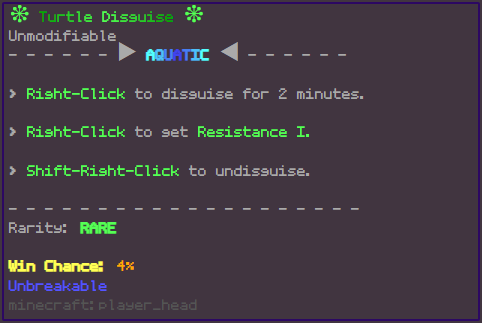 ❇ Turtle Disguise ❇
Unmodifiable
– – – – – – ▶ AQUATIC ◀ – – – – – –
> Right-Click to disguise for 2 minutes.
> Right-Click to set Resistance I.
> Shift-Right-Click to undisguise.
– – – – – – – – – – – – – – – – – – – – –
Rarity: RARE
Win Chance: 4%
Unbreakable
minecraft:player_head